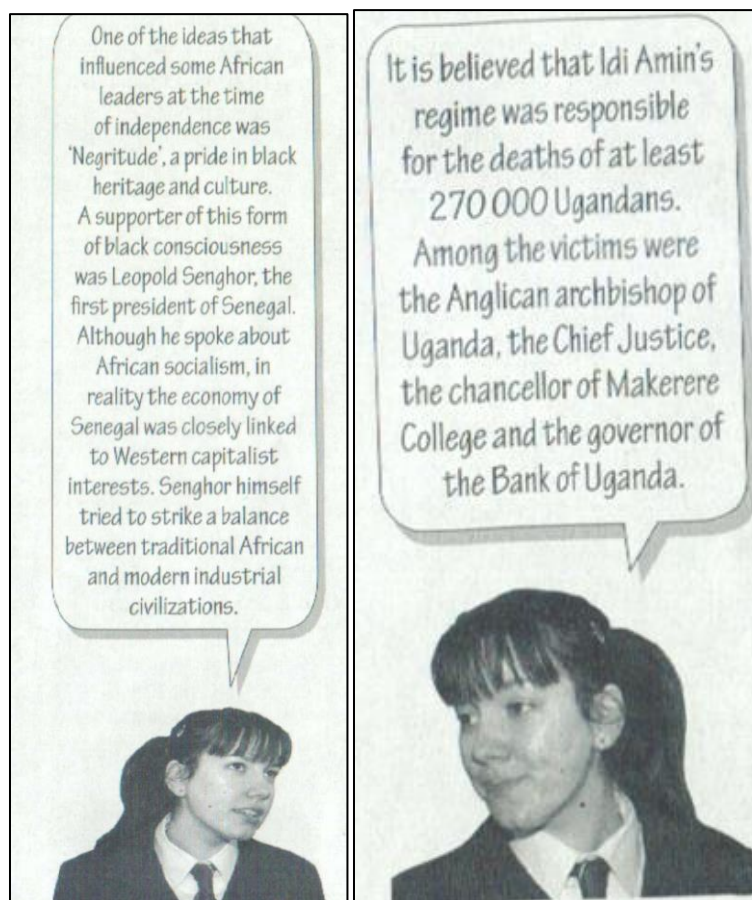 One of the ideas that
influenced some African
leaders at the time
of independence was
'Negritude', a pride in black
heritage and culture.
A supporter of this form
of black consciousness
was Leopold Senghor, the
first president of Senegal.
Although he spoke about
African socialism, in
reality the economy of
Senegal was closely linked
to Western capitalist
interests. Senghor himself
tried to strike a balance
between traditional African
and modern industrial
civilizations.
It is believed that Idi Amin's
regime was responsible
for the deaths of at least
270 000 Ugandans.
Among the victims were
the Anglican archbishop of
Uganda, the Chief Justice,
the chancellor of Makerere
College and the governor of
the Bank of Uganda.